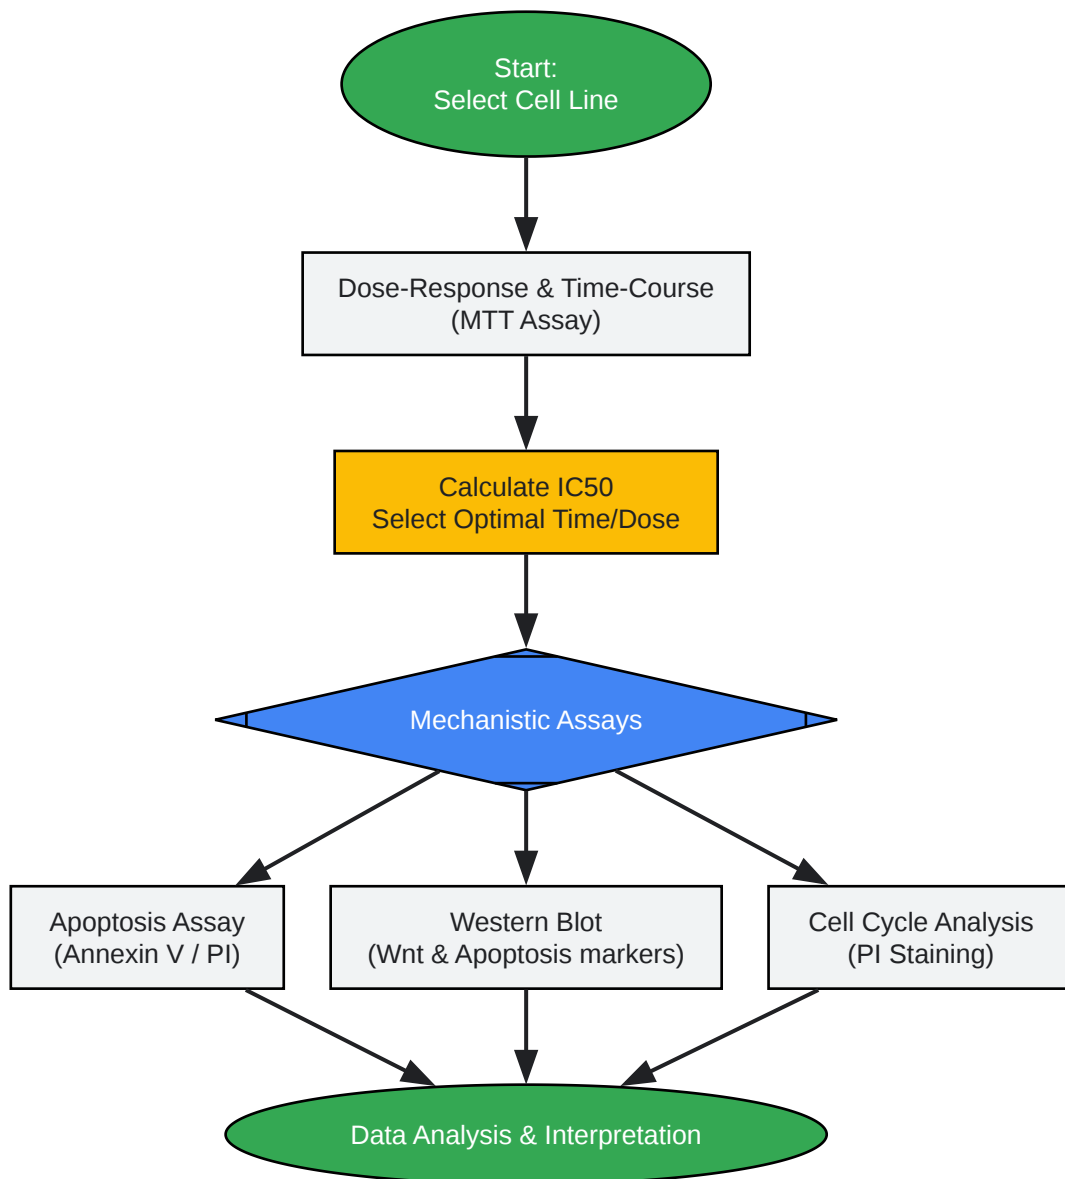 Start:
Select Cell Line
Dose-Response & Time-Course
(MTT Assay)
Calculate IC50
Select Optimal Time/Dose
Mechanistic Assays
Apoptosis Assay
(Annexin V / PI)
Western Blot
(Wnt & Apoptosis markers)
Cell Cycle Analysis
(PI Staining)
Data Analysis & Interpretation